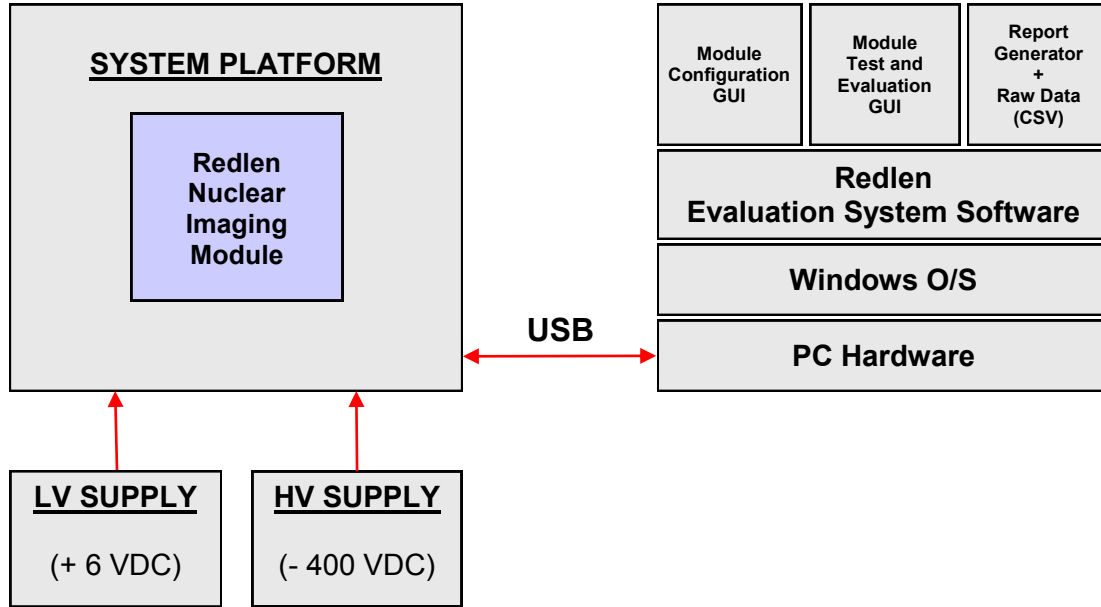 SYSTEM PLATFORM
Redlen
Nuclear
Imaging
Module
LV SUPPLY
(+ 6 VDC)
HV SUPPLY
(- 400 VDC)
USB
Module
Configuration
GUI
Module
Test and
Evaluation
GUI
Report
Generator
+
Raw Data
(CSV)
Redlen
Evaluation System Software
Windows O/S
PC Hardware